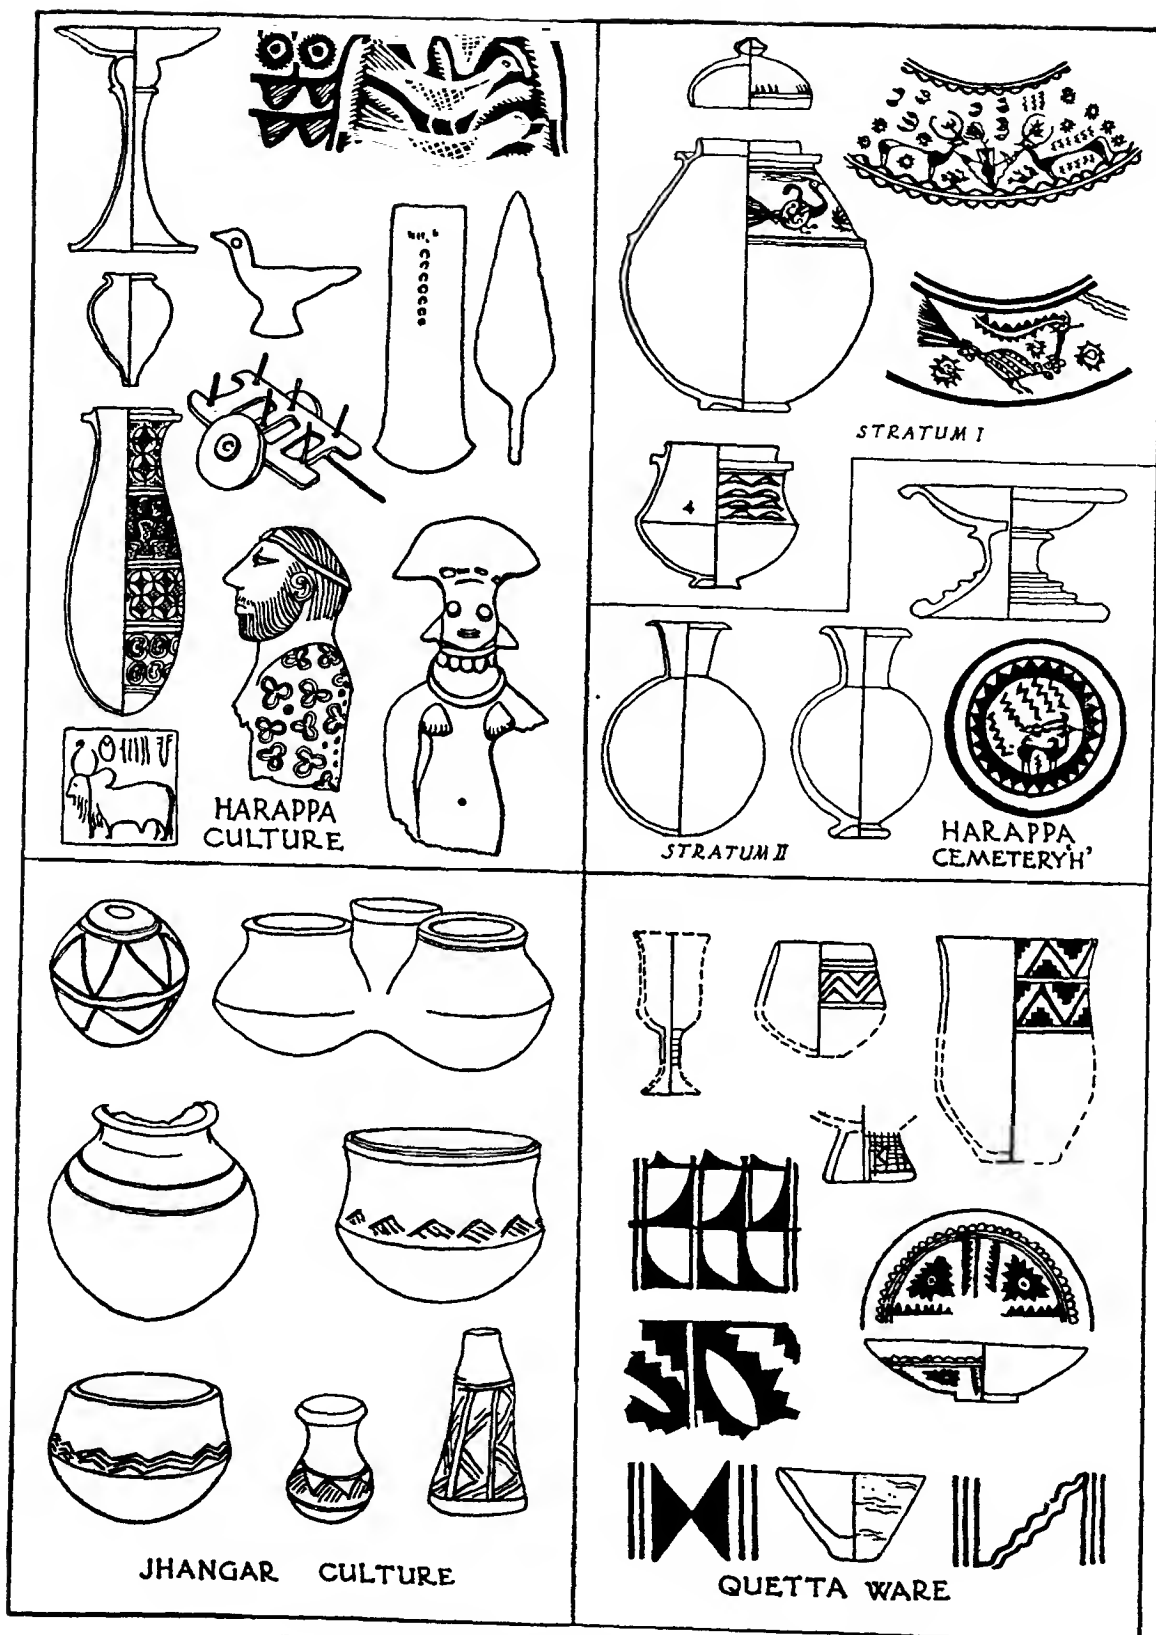 HARAPPA
CULTURE
STRATUM I
STRATUM II
HARAPPA
CEMETERY 'H'
JHANGAR CULTURE
QUETTA WARE